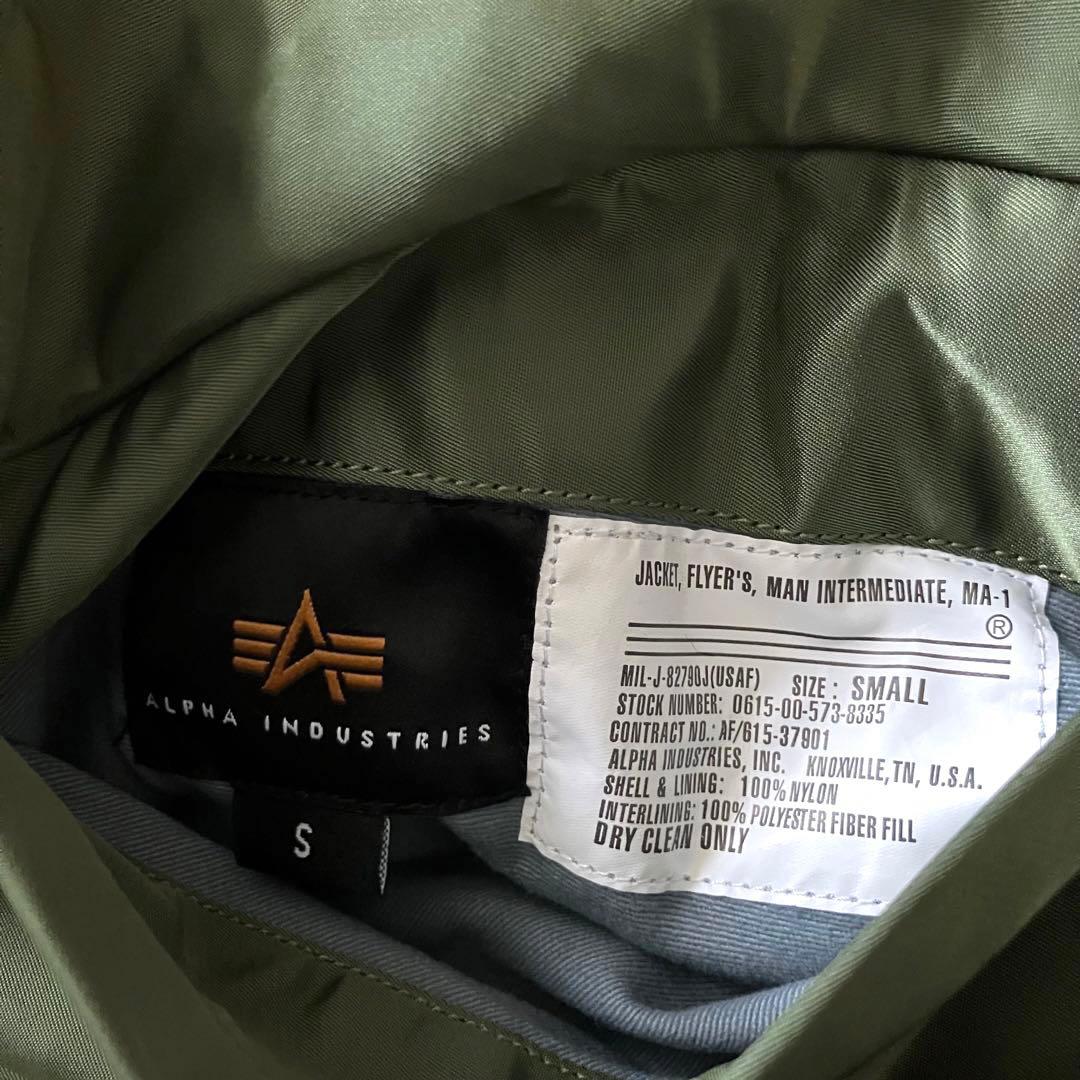 ALPHA INDUSTRIES
S
JACKET, FLYER'S, MAN INTERMEDIATE, MA-1
®
MIL-J-82790J(USAF) SIZE: SMALL
STOCK NUMBER: 0615-00-573-8335
CONTRACT NO.: AF/615-37901
ALPHA INDUSTRIES, INC. KNOXVILLE, TN, U.S.A.
SHELL & LINING: 100% NYLON
INTERLINING: 100% POLYESTER FIBER FILL
DRY CLEAN ONLY